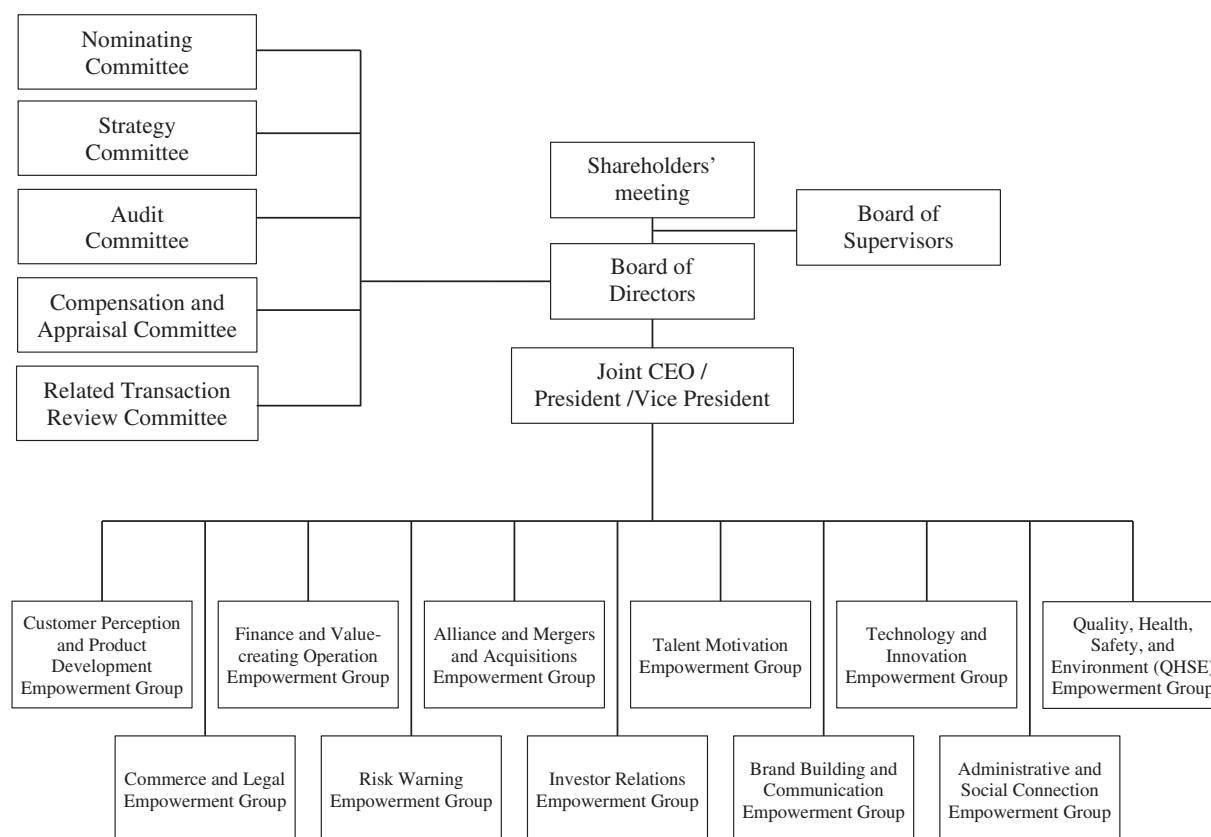 Nominating
Committee
Strategy
Committee
Audit
Committee
Compensation and
Appraisal Committee
Related Transaction
Review Committee
Shareholders’
meeting
Board of
Supervisors
Board of
Directors
Joint CEO /
President /Vice President
Customer Perception
and Product
Development
Empowerment Group
Finance and Value-
creating Operation
Empowerment Group
Alliance and Mergers
and Acquisitions
Empowerment Group
Talent Motivation
Empowerment Group
Technology and
Innovation
Empowerment Group
Quality, Health,
Safety, and
Environment (QHSE)
Empowerment Group
Commerce and Legal
Empowerment Group
Risk Warning
Empowerment Group
Investor Relations
Empowerment Group
Brand Building and
Communication
Empowerment Group
Administrative and
Social Connection
Empowerment Group